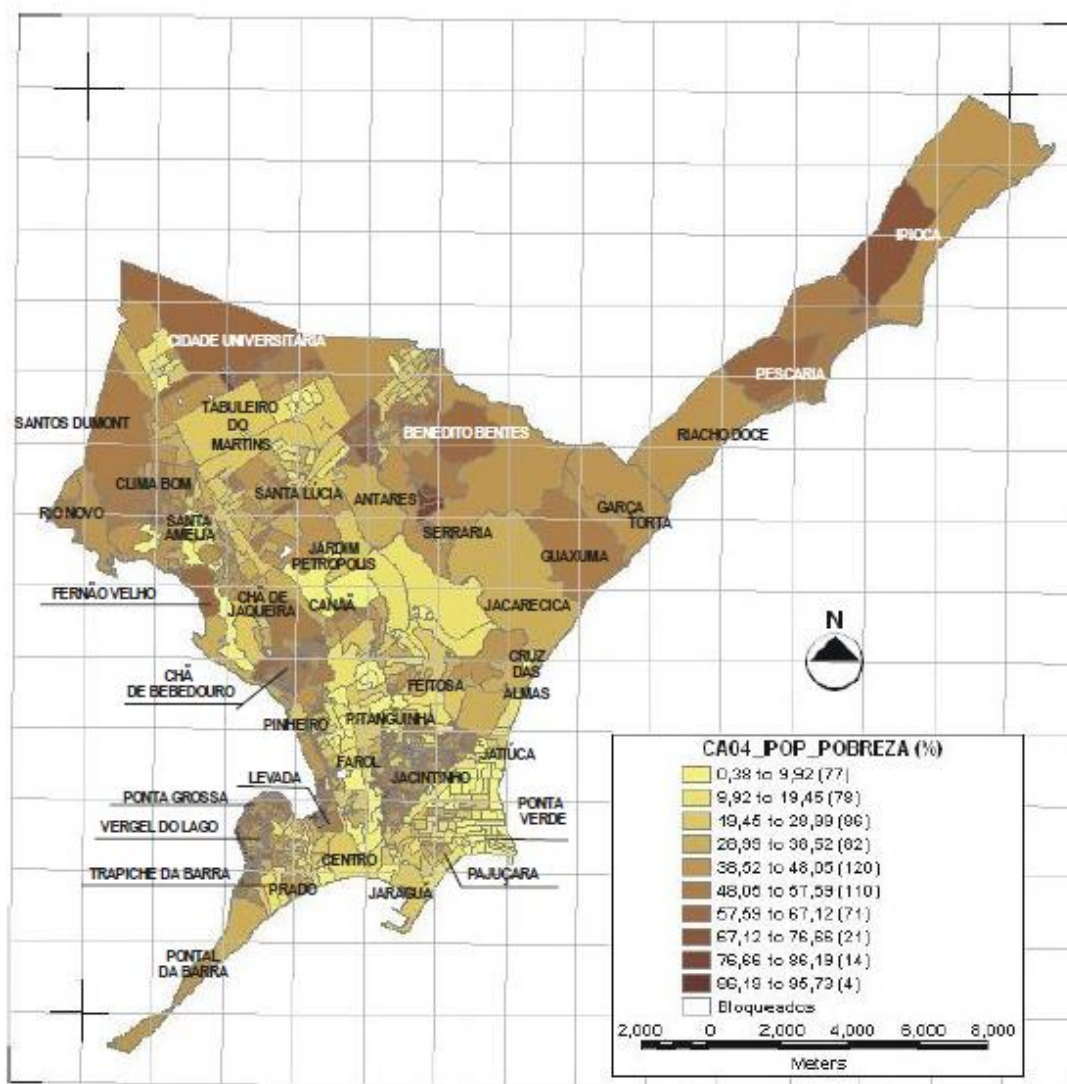 IPIOCA
CIDADE UNIVERSITÁRIA
PESCARIA
TABULEIRO
DO
MARTINS
SANTOS DUMONT
BENEDITO BENTES
RIACHO DOCE
CLIMA BOM
SANTA LÚCIA
ANTARES
GARÇA
TORTA
RIO NOVO
SANTA
AMÉLIA
SERRARIA
JARDIM
PETROPOLIS
GUAXUMA
FERNÃO VELHO
CHÃ DE
JAQUEIRA
CANAÃ
JACARECICA
N
CRUZ
DAS
ALMAS
CHÃ
DE BEBEDOURO
FEITOSA
PINHEIRO
PITANGUINHA
JATIÚCA
FAROL
LEVADA
JACINTINHO
PONTA GROSSA
PONTA
VERDE
VERGEL DO LAGO
CENTRO
TRAPICHE DA BARRA
PAJUÇARA
PRADO
JARAGUÁ
PONTAL
DA BARRA
CA04_POP_POBREZA (%)
0,38 to 9,92 (77)
9,92 to 19,45 (78)
19,45 to 28,99 (96)
28,99 to 38,52 (82)
38,52 to 48,05 (120)
48,05 to 57,59 (110)
57,59 to 67,12 (71)
67,12 to 76,66 (21)
76,66 to 86,19 (14)
86,19 to 95,73 (4)
Bloqueados
2,000 0 2,000 4,000 6,000 8,000
Meters